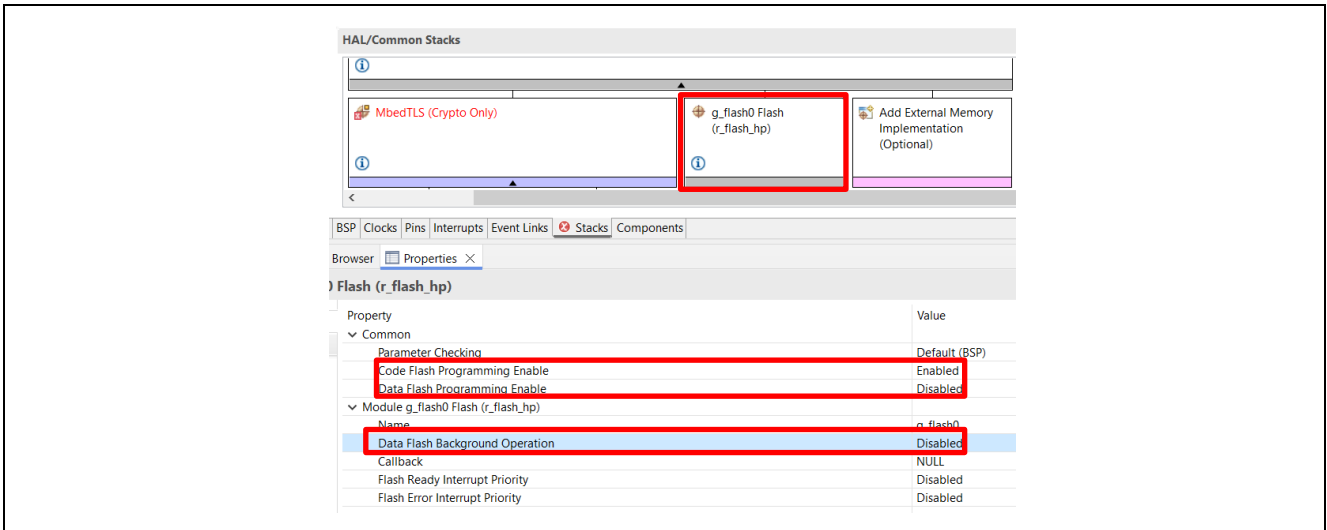 HAL/Common Stacks
MbedTLS (Crypto Only)
g_flash0 Flash
(r_flash_hp)
Add External Memory
Implementation
(Optional)
BSP Clocks Pins Interrupts Event Links Stacks Components
Browser Properties
) Flash (r_flash_hp)
Property Value
Common
Parameter Checking Default (BSP)
Code Flash Programming Enable Enabled
Data Flash Programming Enable Disabled
Module g_flash0 Flash (r_flash_hp)
Name g_flash0
Data Flash Background Operation Disabled
Callback NULL
Flash Ready Interrupt Priority Disabled
Flash Error Interrupt Priority Disabled